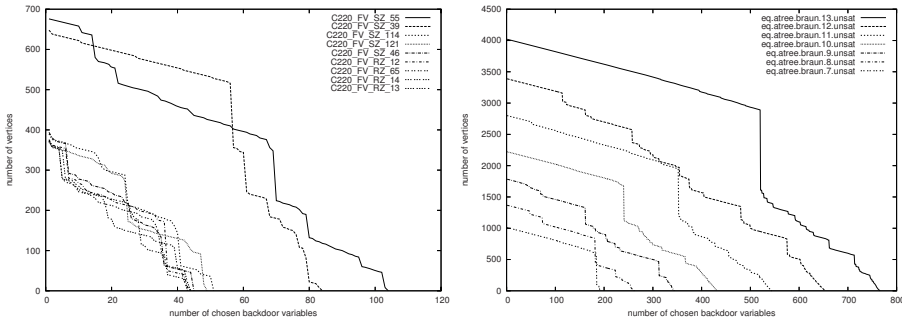 700
600
500
400
300
200
100
0
number of vertices
0 20 40 60 80 100 120
number of chosen backdoor variables
C220_FV_SZ_55
C220_FV_SZ_39
C220_FV_SZ_114
C220_FV_SZ_121
C220_FV_SZ_46
C220_FV_RZ_12
C220_FV_RZ_65
C220_FV_RZ_14
C220_FV_RZ_13
4500
4000
3500
3000
2500
2000
1500
1000
500
0
number of vertices
0 100 200 300 400 500 600 700 800
number of chosen backdoor variables
eq.atree.braun.13.unsat
eq.atree.braun.12.unsat
eq.atree.braun.11.unsat
eq.atree.braun.10.unsat
eq.atree.braun.9.unsat
eq.atree.braun.8.unsat
eq.atree.braun.7.unsat